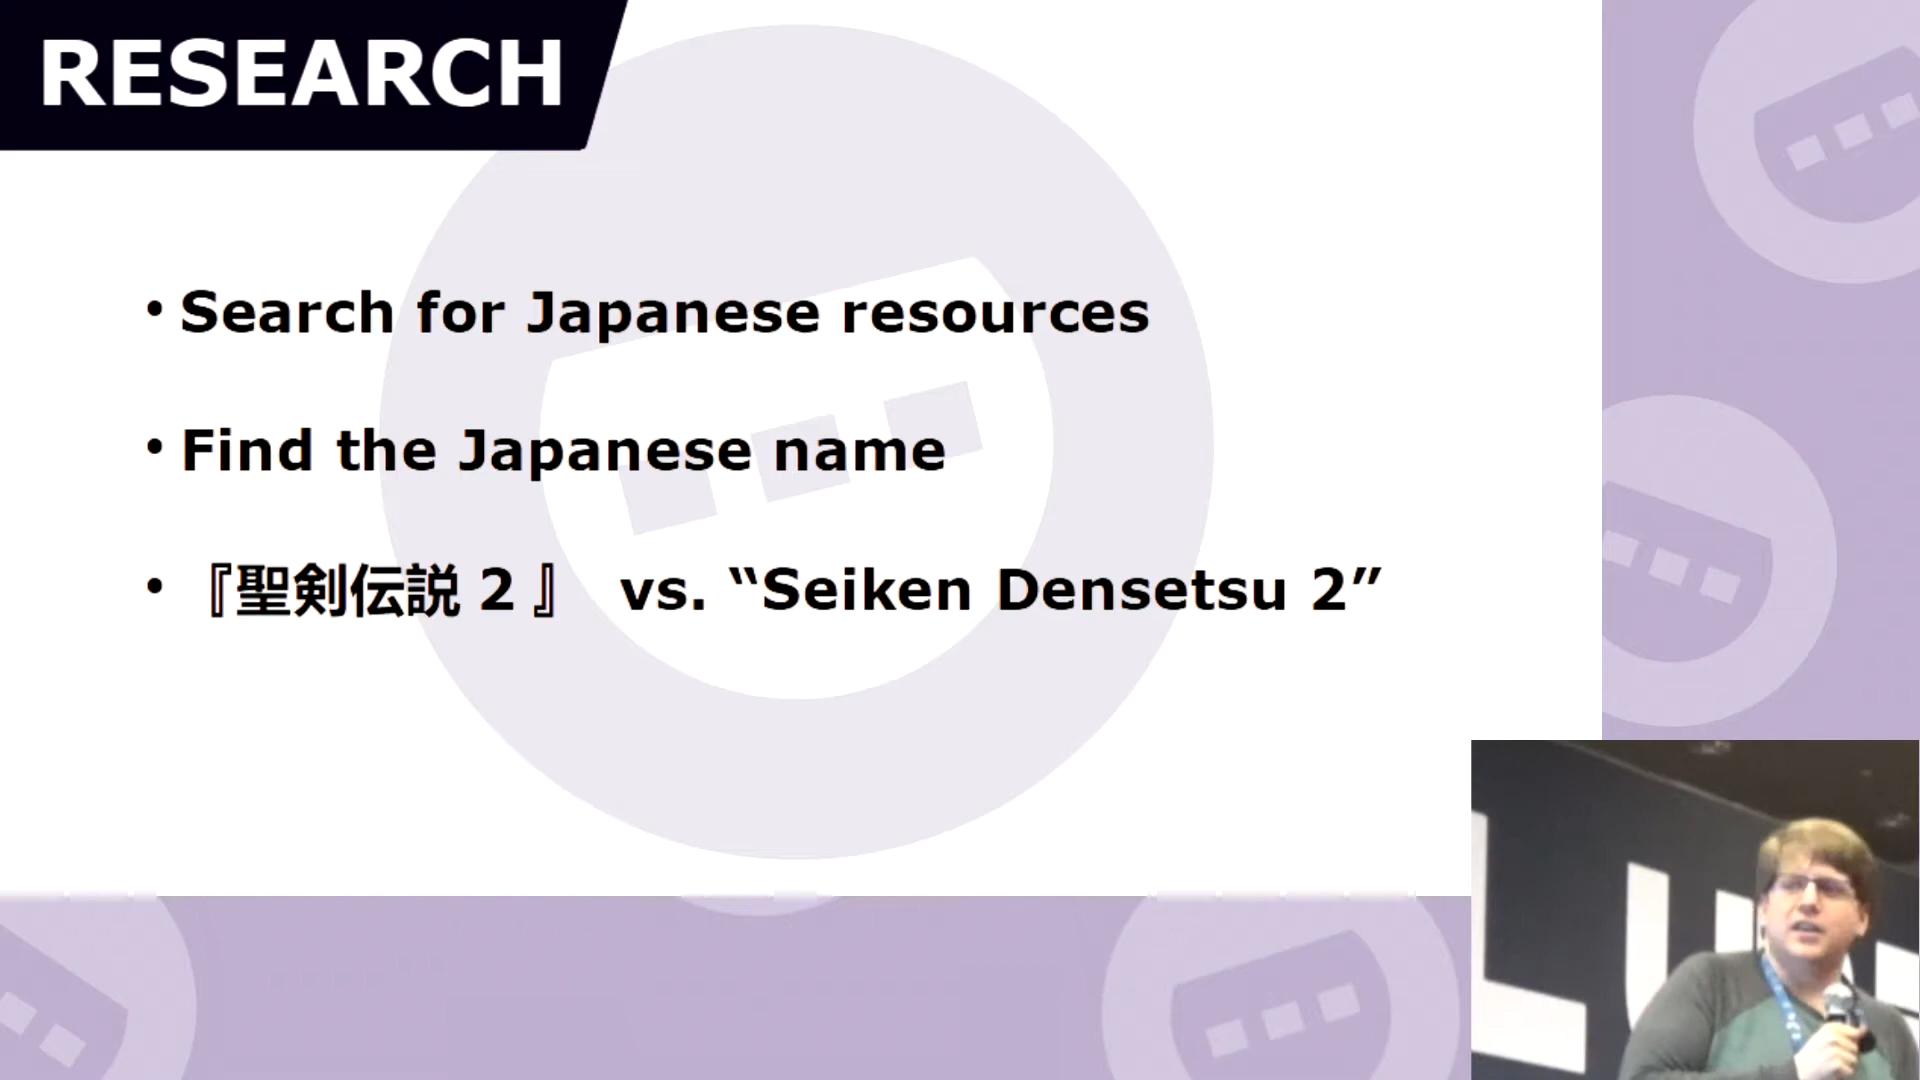 RESEARCH
• Search for Japanese resources
• Find the Japanese name
• 『聖剣伝説２』 vs. “Seiken Densetsu 2”